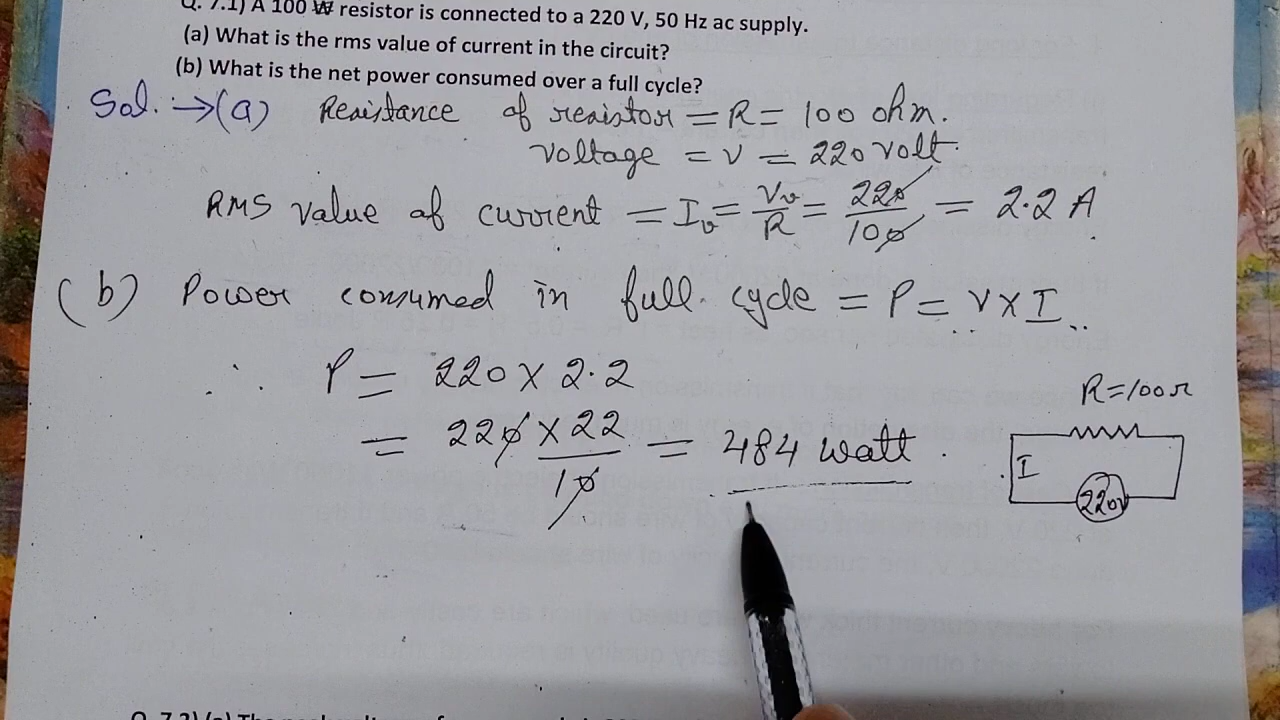 Q. 7.1) A 100 W resistor is connected to a 220 V, 50 Hz ac supply.
(a) What is the rms value of current in the circuit?
(b) What is the net power consumed over a full cycle?
Sol. → (a) Resistance of resistor = R = 100 ohm.
Voltage = V = 220 volt.
RMS value of current = Iv = Vv/R = 220/100 = 2.2 A
(b) Power consumed in full cycle = P = V X I
∴ P = 220 X 2.2
= 220 X 22/10 = 484 watt.
R = 100 Ω
I
220V